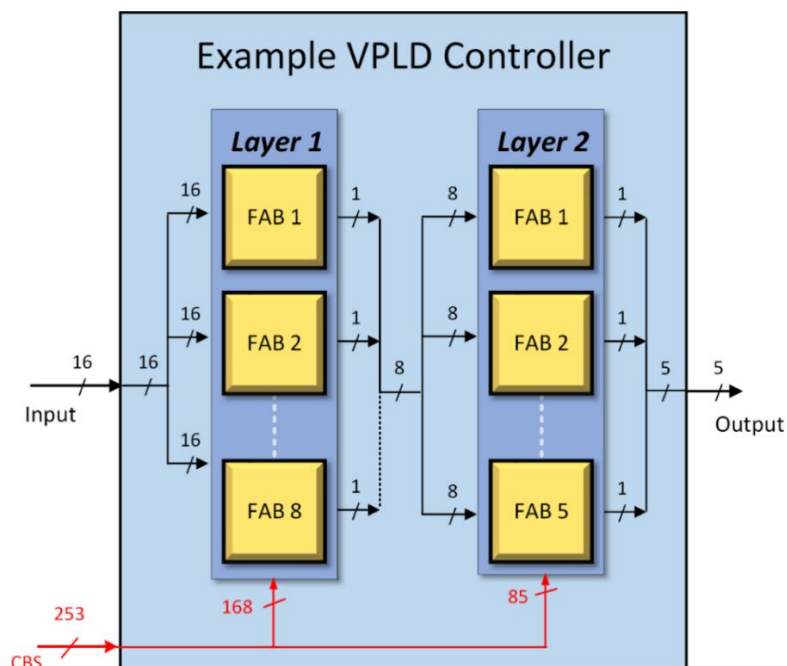 Example VPLD Controller
Layer 1
Layer 2
16
FAB 1
1
8
FAB 1
1
16
FAB 2
1
8
FAB 2
1
16
16
8
5
5
Input
Output
16
FAB 8
1
8
FAB 5
1
168
85
253
CBS